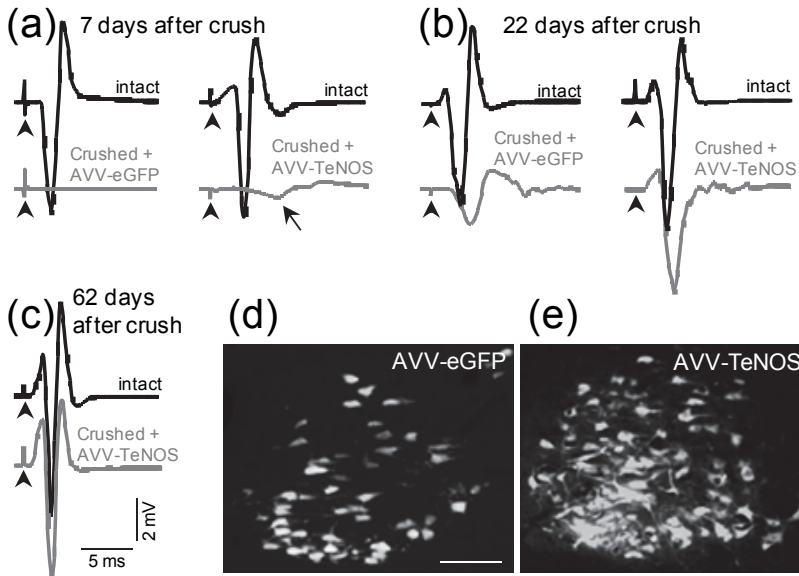 (a) 7 days after crush
intact
Crushed +
AVV-eGFP
intact
Crushed +
AVV-TeNOS
(b) 22 days after crush
intact
Crushed +
AVV-eGFP
intact
Crushed +
AVV-TeNOS
(c) 62 days
after crush
intact
Crushed +
AVV-TeNOS
2 mV
5 ms
(d)
AVV-eGFP
(e)
AVV-TeNOS